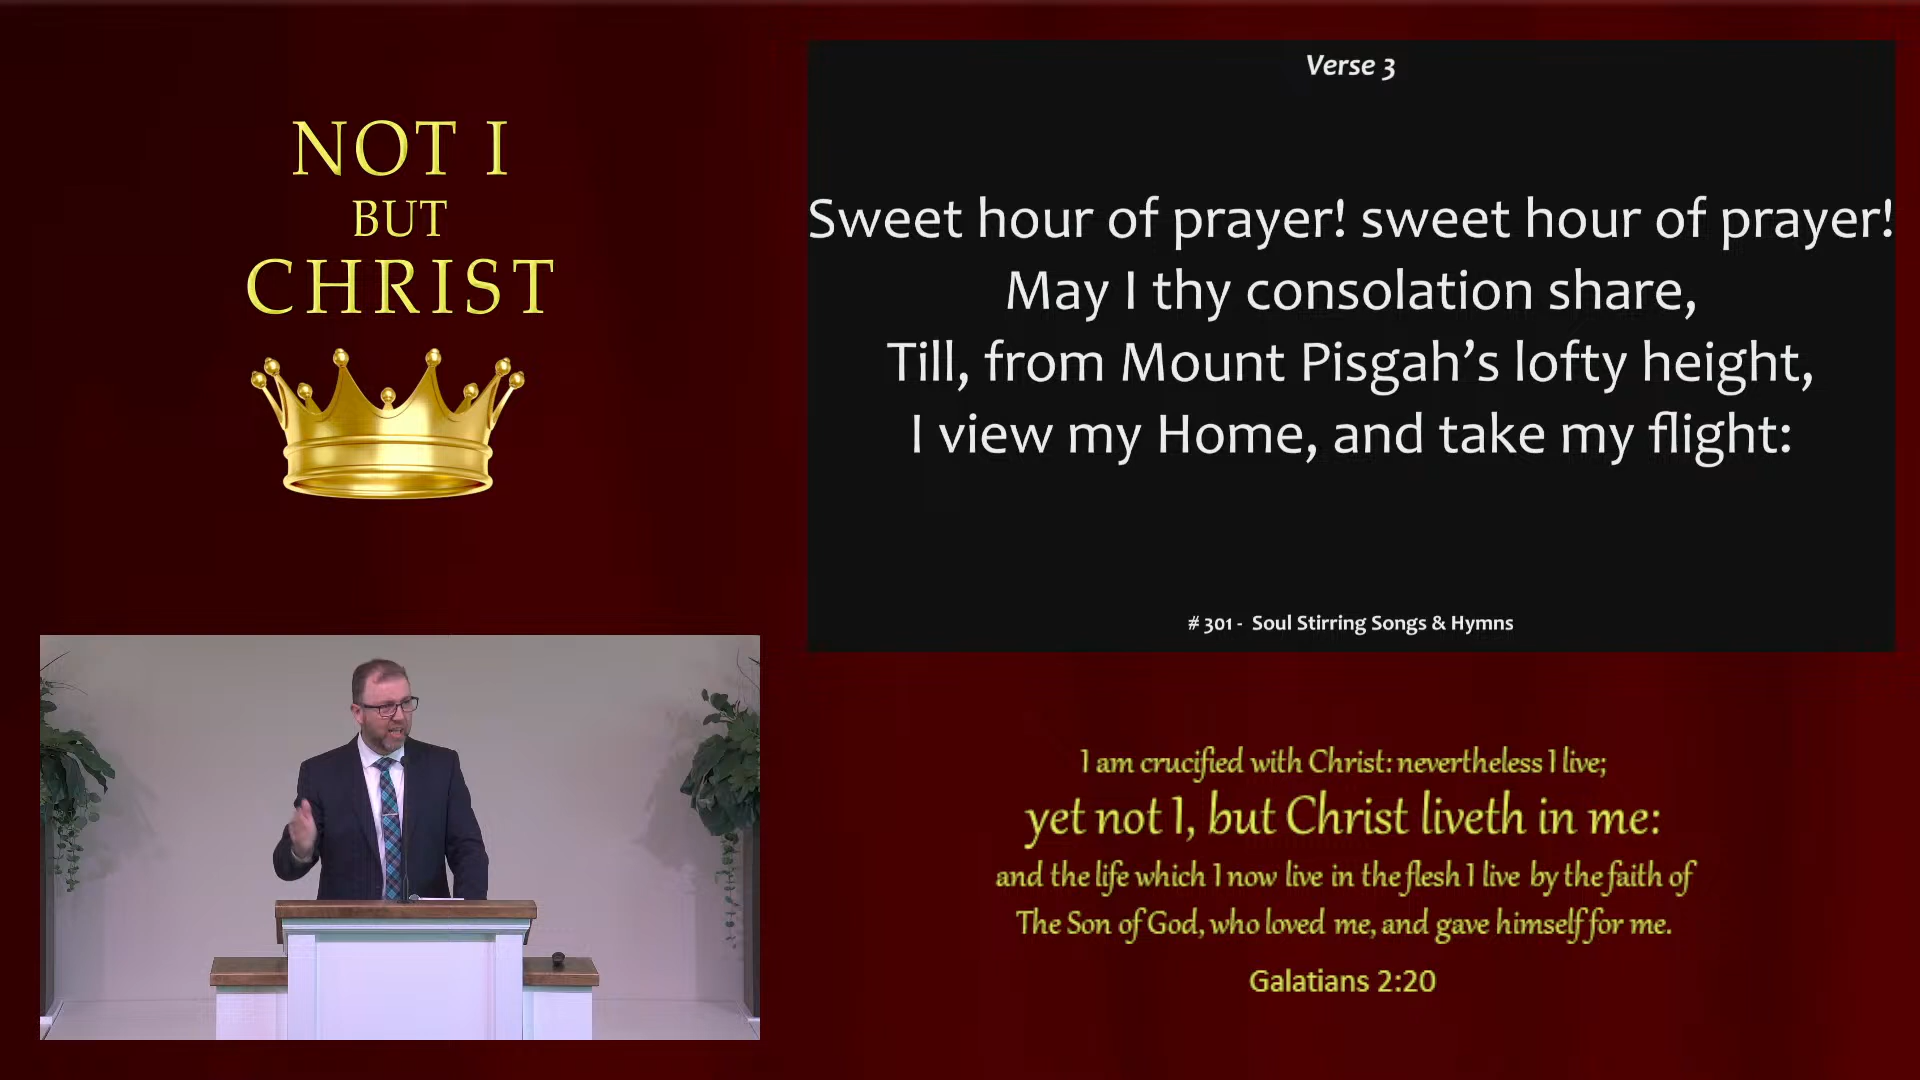 NOT I
BUT
CHRIST
Verse 3
Sweet hour of prayer! sweet hour of prayer!
May I thy consolation share,
Till, from Mount Pisgah’s lofty height,
I view my Home, and take my flight:
# 301 - Soul Stirring Songs & Hymns
I am crucified with Christ: nevertheless I live;
yet not I, but Christ liveth in me:
and the life which I now live in the flesh I live by the faith of
The Son of God, who loved me, and gave himself for me.
Galatians 2:20